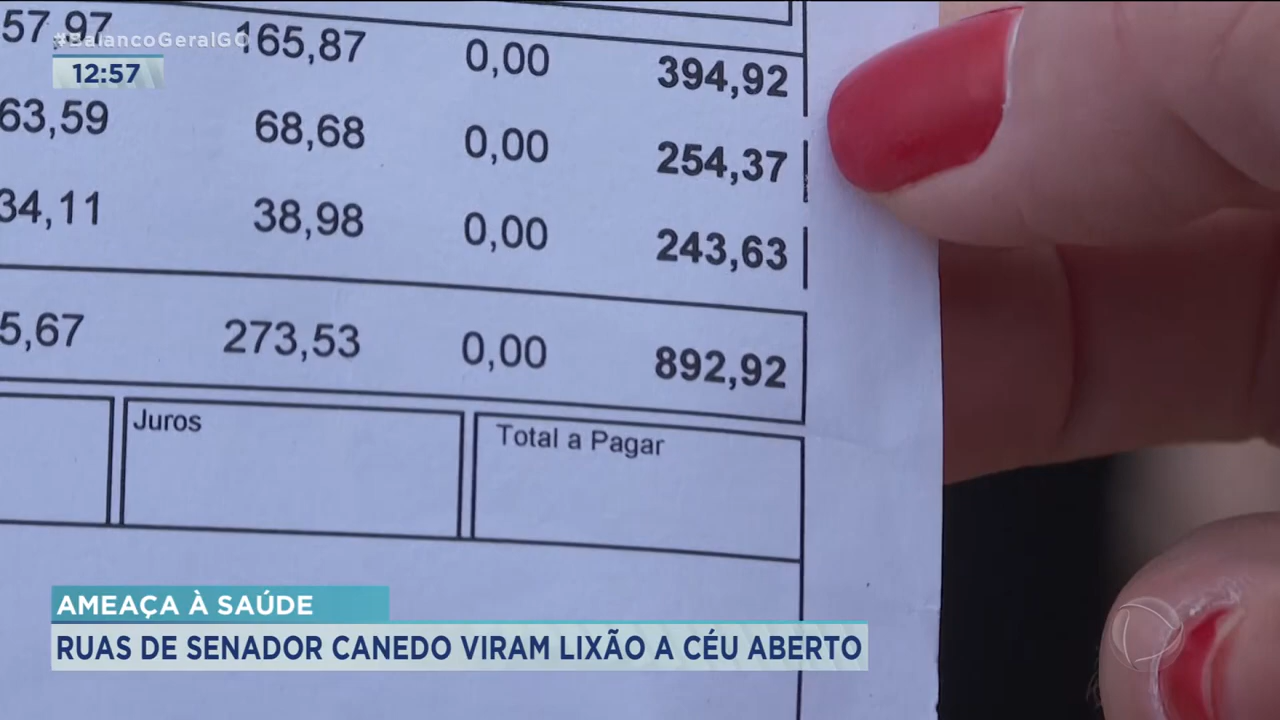 #BalancoGeralGO
12:57
57,97 165,87 0,00 394,92
63,59 68,68 0,00 254,37
34,11 38,98 0,00 243,63
5,67 273,53 0,00 892,92
Juros
Total a Pagar
AMEAÇA À SAÚDE
RUAS DE SENADOR CANEDO VIRAM LIXÃO A CÉU ABERTO